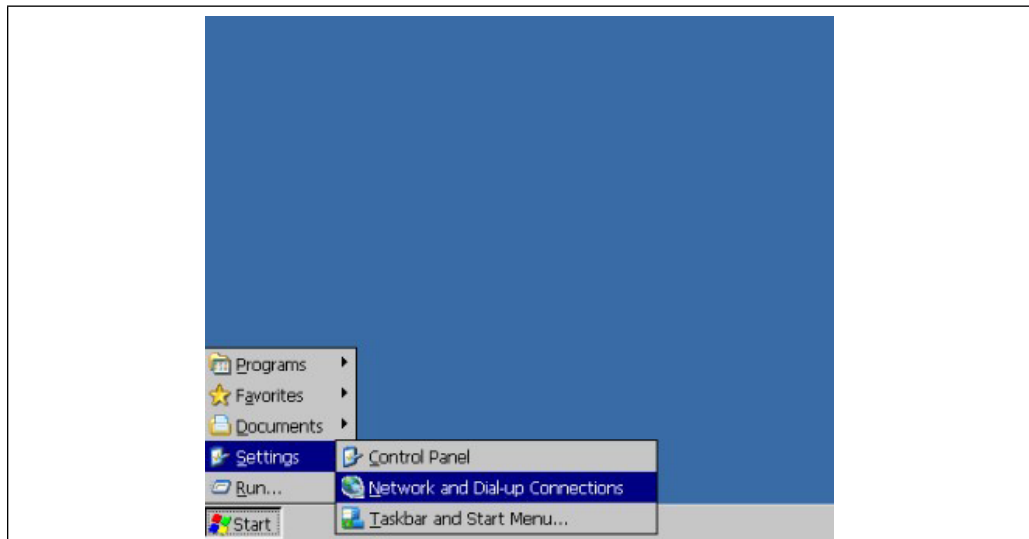 Programs
Favorites
Documents
Settings
Control Panel
Run...
Network and Dial-up Connections
Start
Taskbar and Start Menu...